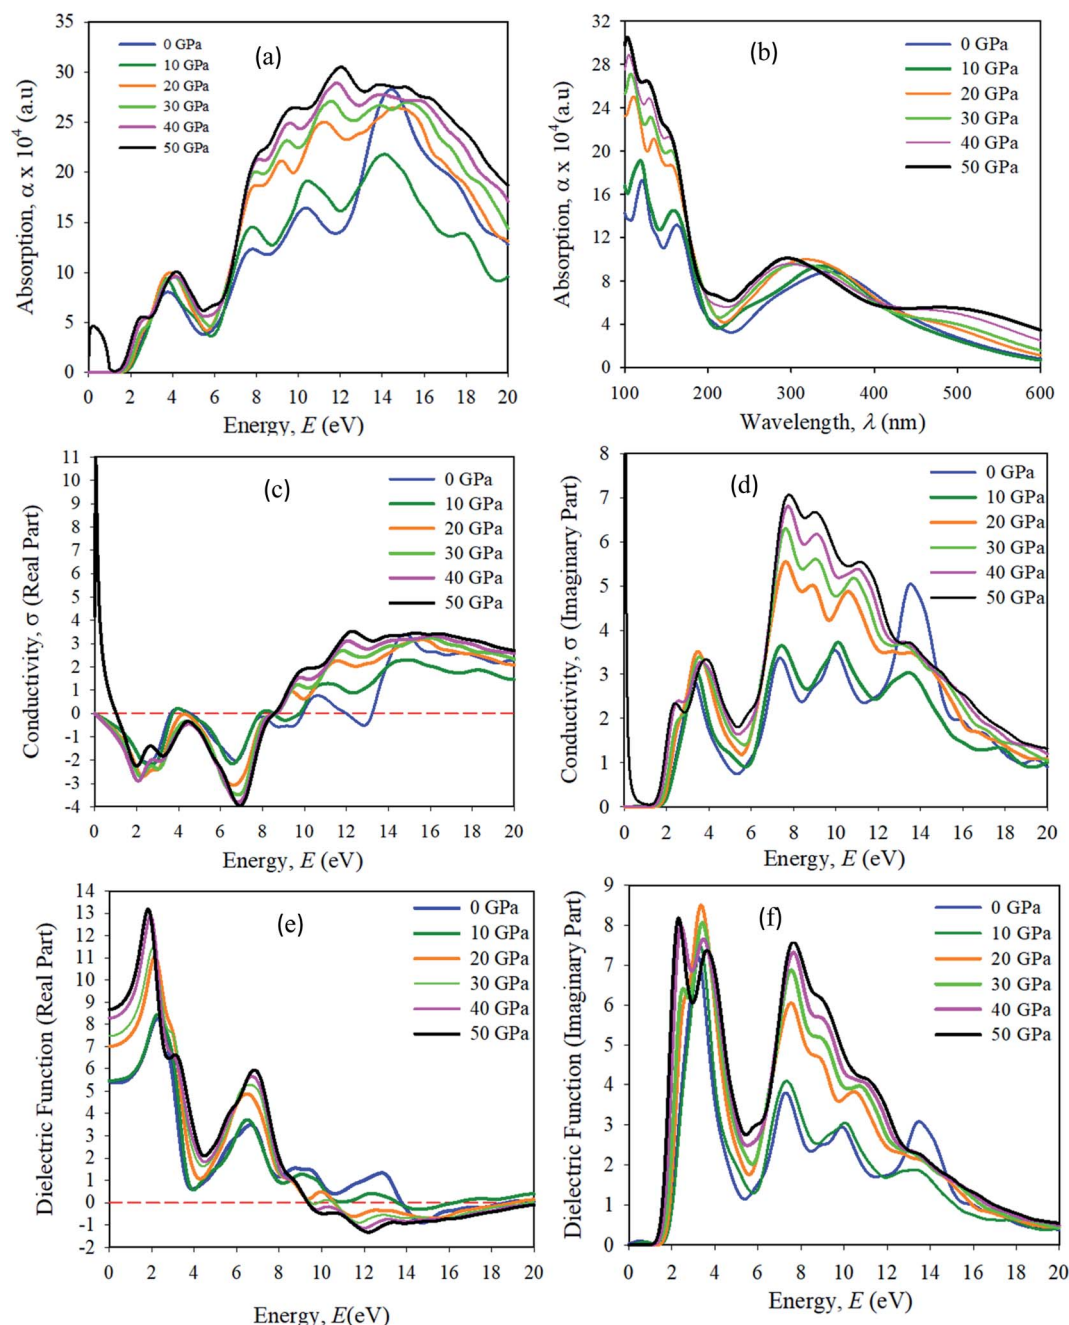 (a)
35
30
25
20
15
10
5
0
Absorption, α x 10⁴ (a.u)
0 GPa
10 GPa
20 GPa
30 GPa
40 GPa
50 GPa
0 2 4 6 8 10 12 14 16 18 20
Energy, E (eV)
(b)
32
28
24
20
16
12
8
4
0
Absorption, α x 10⁴ (a.u)
0 GPa
10 GPa
20 GPa
30 GPa
40 GPa
50 GPa
100 200 300 400 500 600
Wavelength, λ (nm)
(c)
11
10
9
8
7
6
5
4
3
2
1
0
-1
-2
-3
-4
Conductivity, σ (Real Part)
0 GPa
10 GPa
20 GPa
30 GPa
40 GPa
50 GPa
0 2 4 6 8 10 12 14 16 18 20
Energy, E (eV)
(d)
8
7
6
5
4
3
2
1
0
Conductivity, σ (Imaginary Part)
0 GPa
10 GPa
20 GPa
30 GPa
40 GPa
50 GPa
0 2 4 6 8 10 12 14 16 18 20
Energy, E (eV)
(e)
14
13
12
11
10
9
8
7
6
5
4
3
2
1
0
-1
-2
Dielectric Function (Real Part)
0 GPa
10 GPa
20 GPa
30 GPa
40 GPa
50 GPa
0 2 4 6 8 10 12 14 16 18 20
Energy, E(eV)
(f)
9
8
7
6
5
4
3
2
1
0
Dielectric Function (Imaginary Part)
0 GPa
10 GPa
20 GPa
30 GPa
40 GPa
50 GPa
0 2 4 6 8 10 12 14 16 18 20
Energy, E (eV)